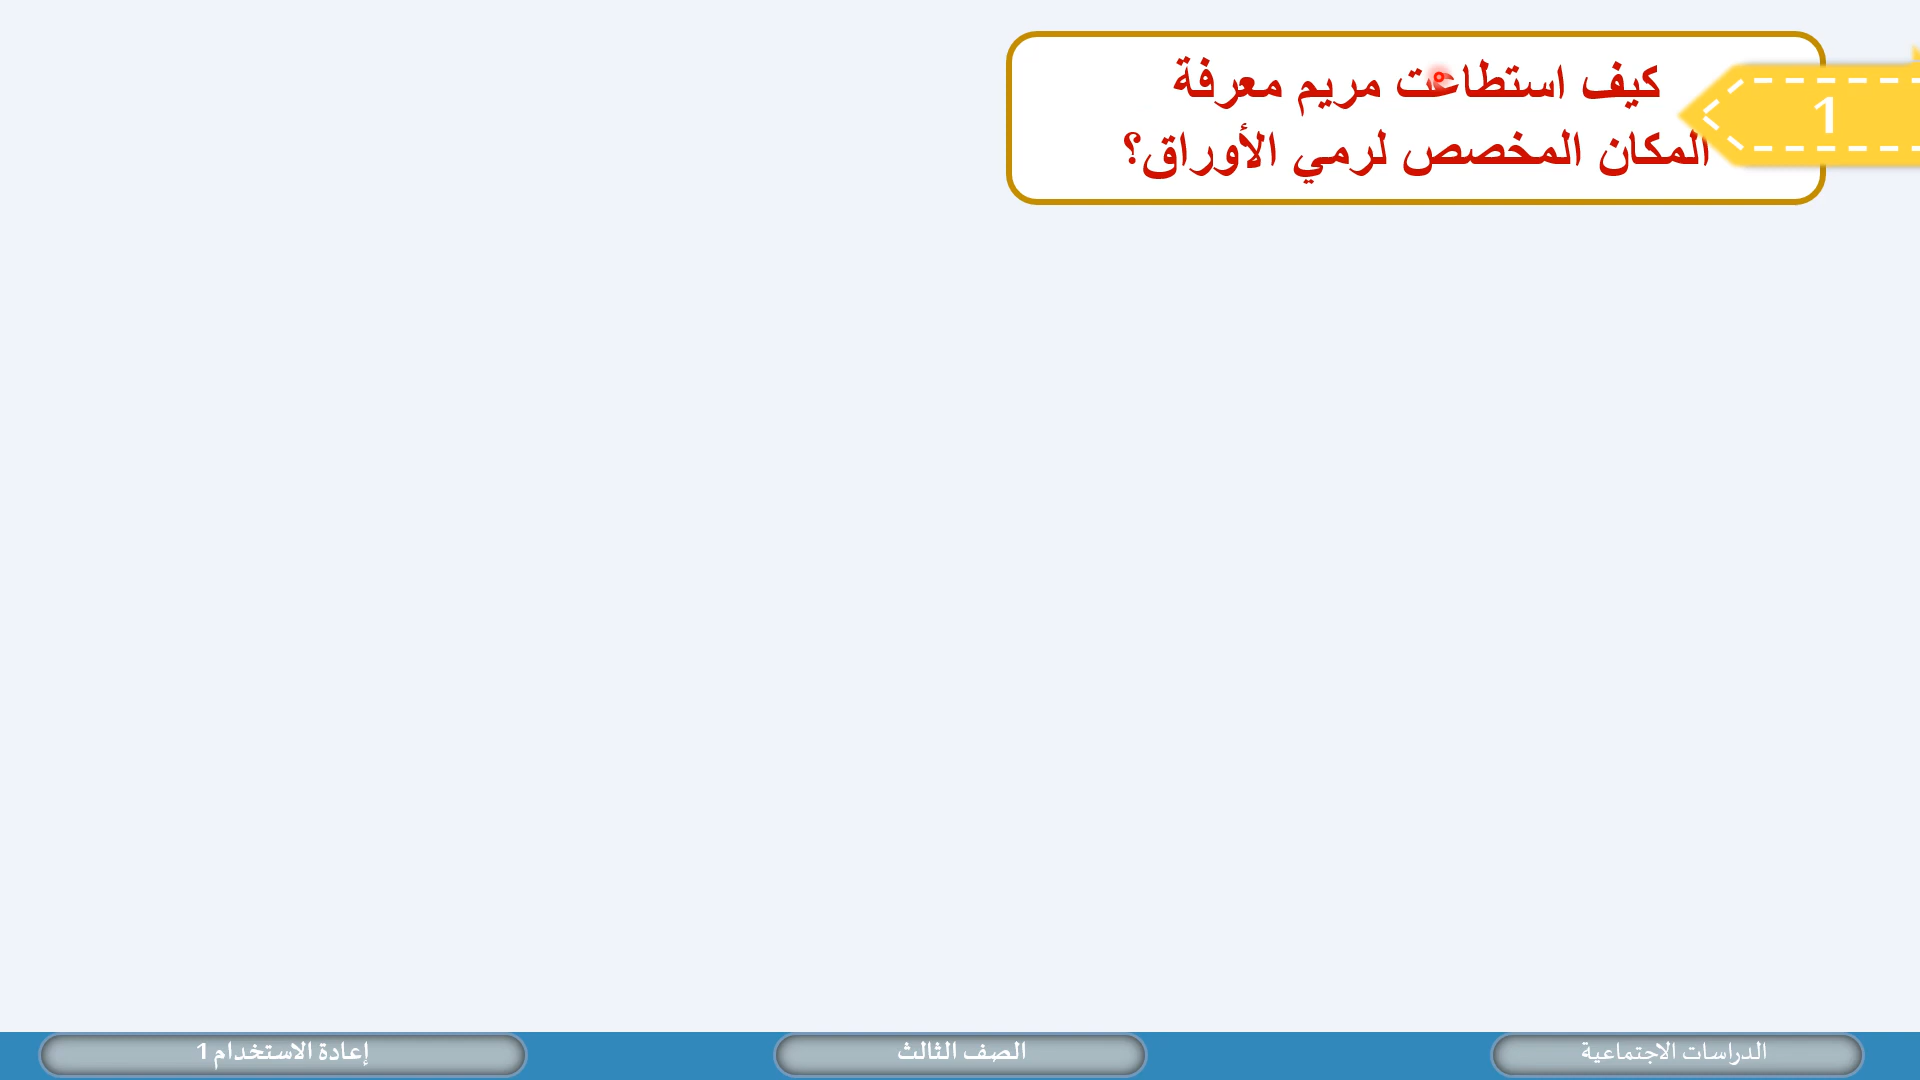 كيف استطاعت مريم معرفة
المكان المخصص لرمي الأوراق؟
1
الدراسات الاجتماعية
الصف الثالث
إعادة الاستخدام 1